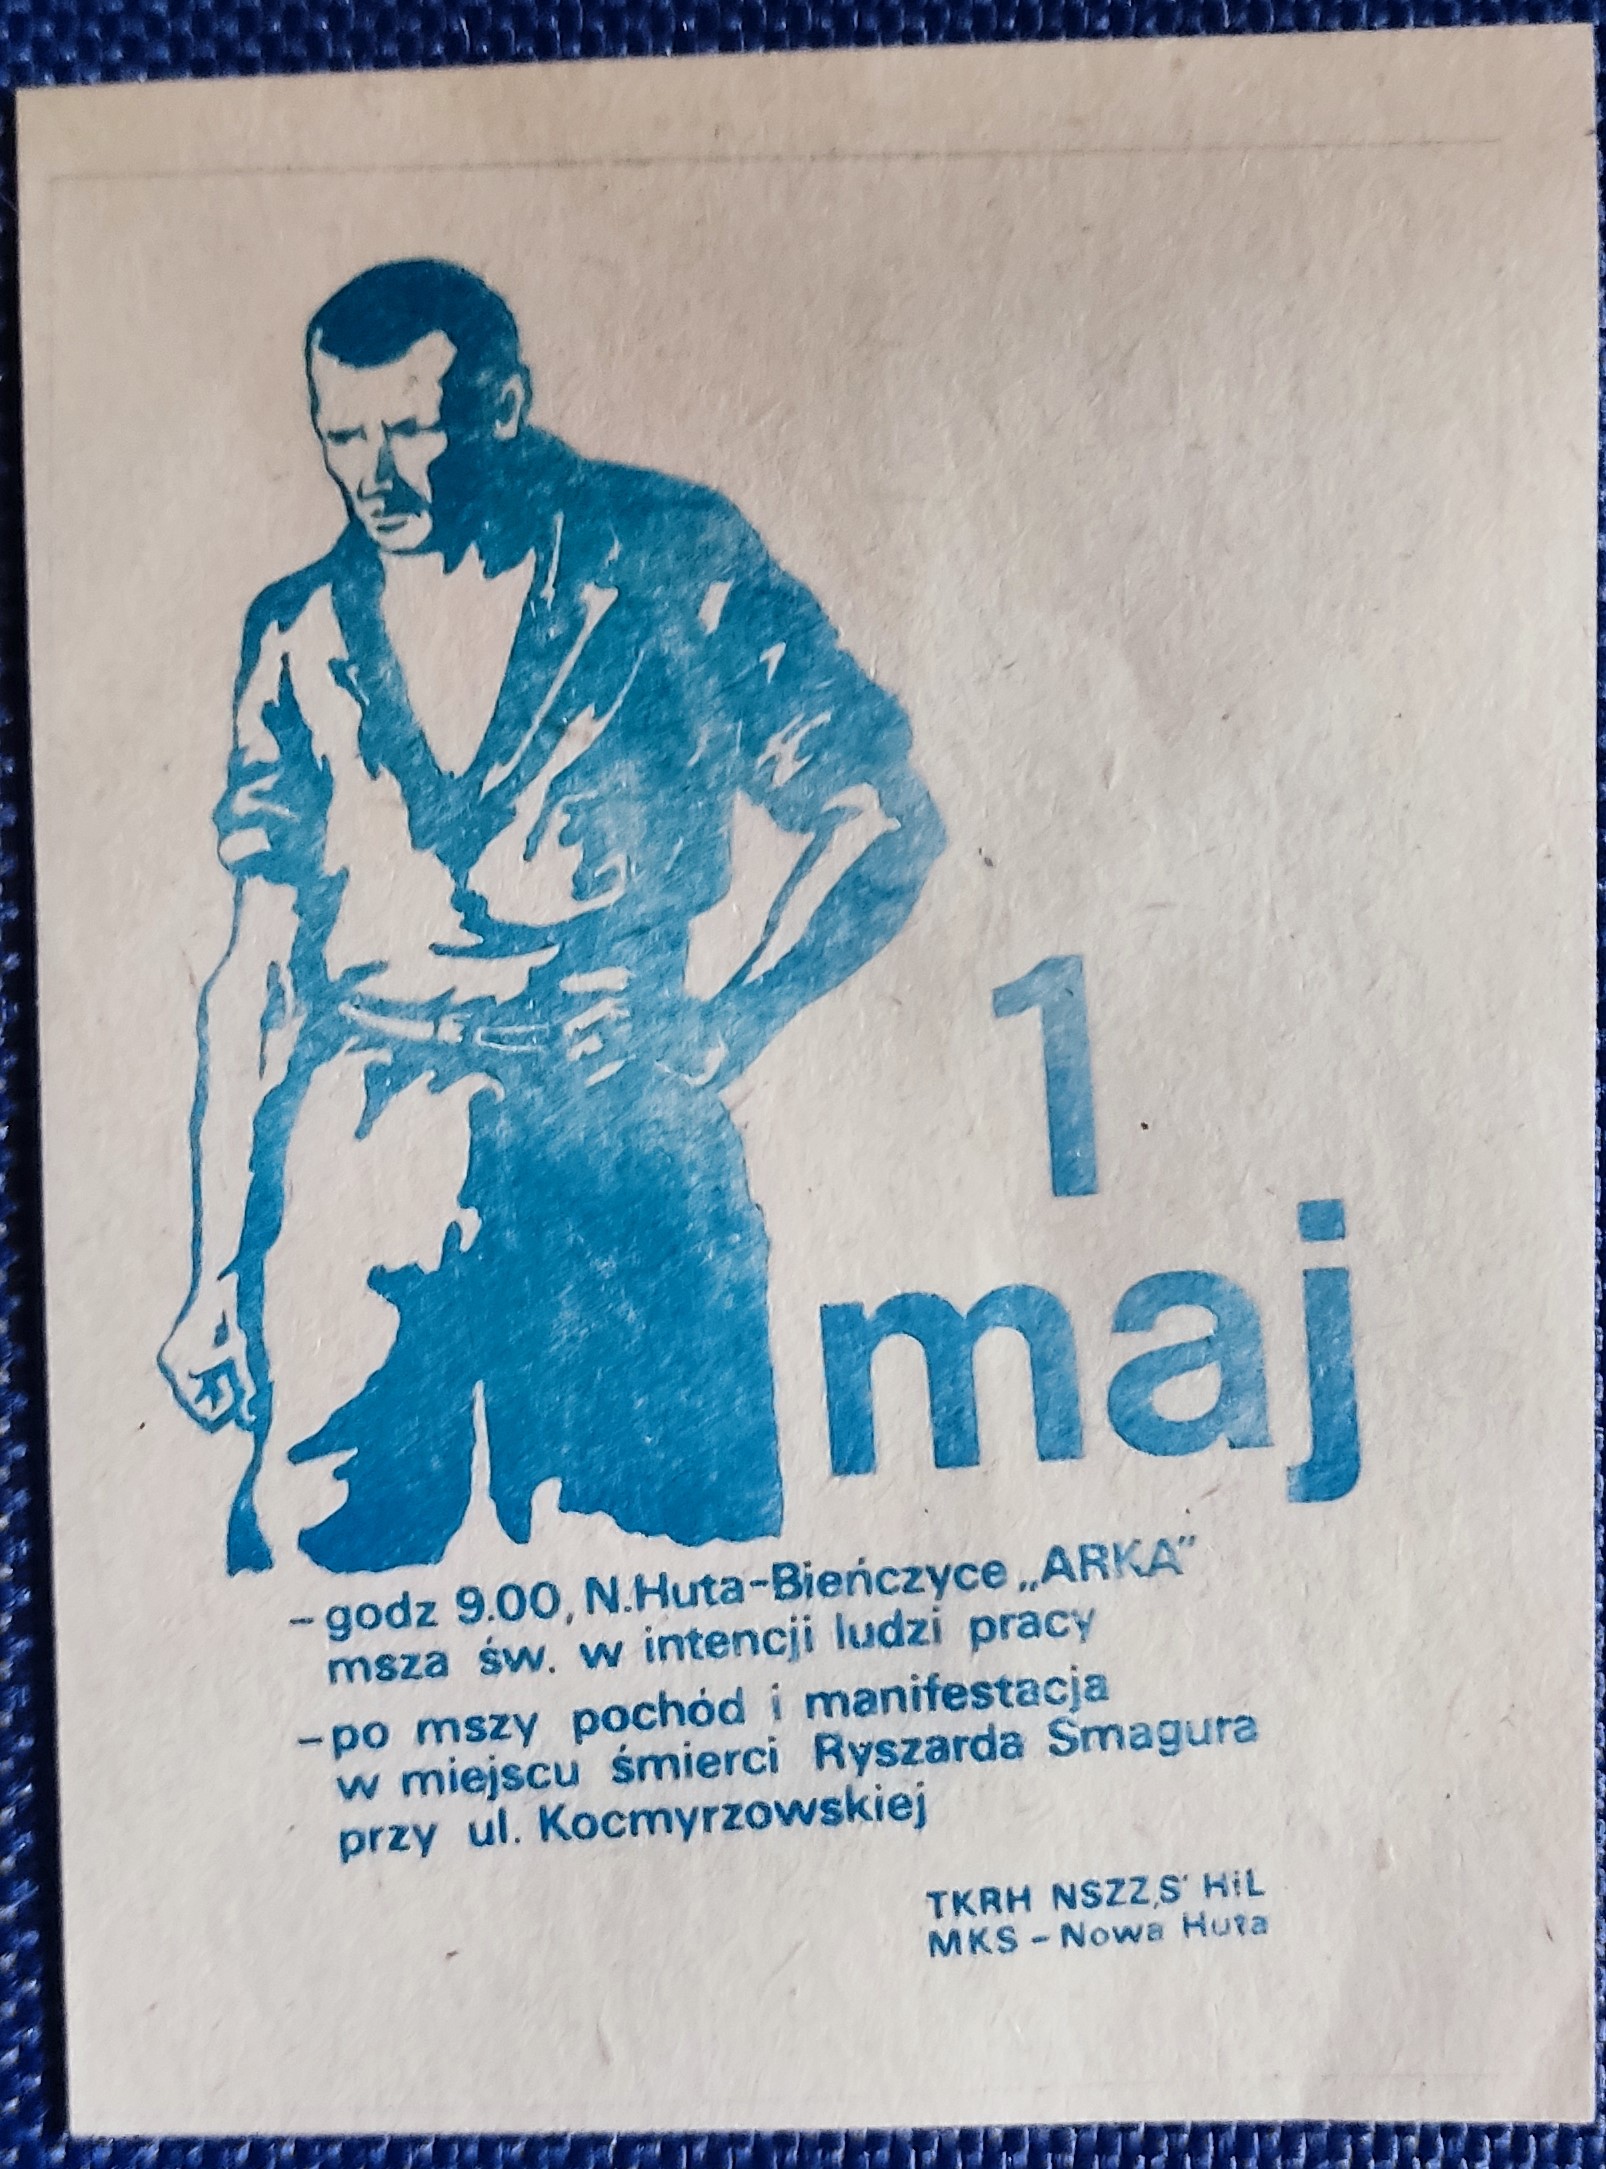 1
maj
- godz 9.00, N.Huta-Bieńczyce „ARKA”
msza św. w intencji ludzi pracy
- po mszy pochód i manifestacja
w miejscu śmierci Ryszarda Smagura
przy ul. Kocmyrzowskiej
TKRH NSZZ,S' HiL
MKS - Nowa Huta